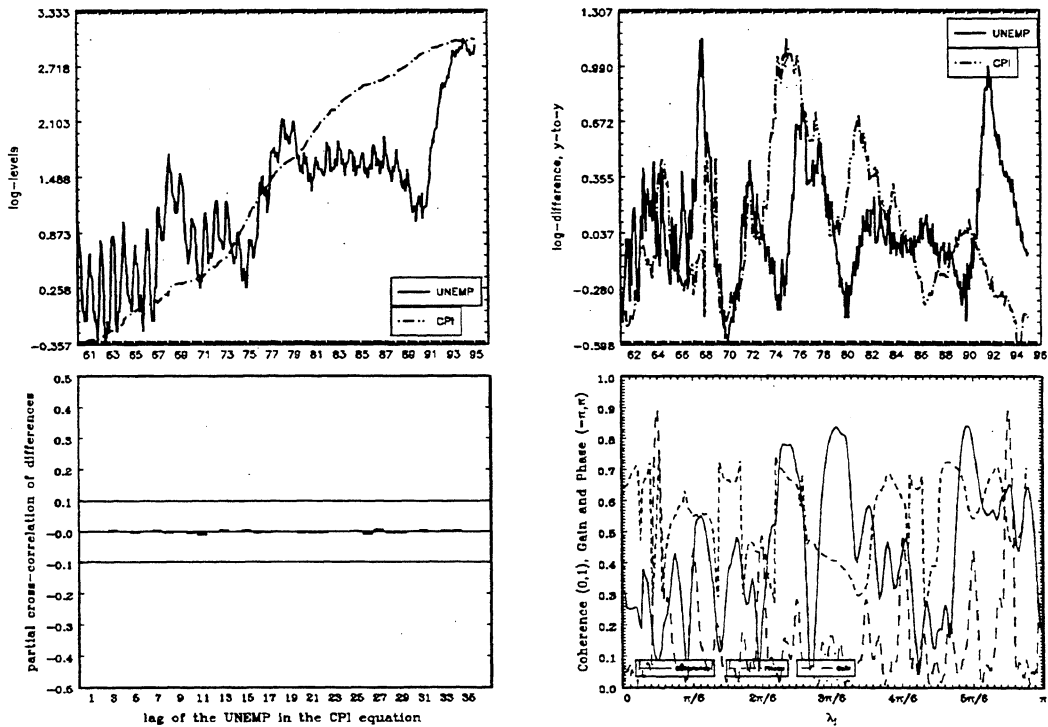 3.333
2.718
2.103
1.488
0.873
0.258
-0.357
log-levels
UNEMP
CPI
61 63 65 67 69 71 73 75 77 79 81 83 85 87 89 91 93 95
1.307
0.990
0.672
0.355
0.037
-0.280
-0.598
log-difference, y-to-y
UNEMP
CPI
62 64 66 68 70 72 74 76 78 80 82 84 86 88 90 92 94 96
0.5
0.4
0.3
0.2
0.1
-0.0
-0.1
-0.2
-0.3
-0.4
-0.5
partial cross-correlation of differences
1 3 5 7 9 11 13 15 17 19 21 23 25 27 29 31 33 36
lag of the UNEMP in the CPI equation
1.0
0.9
0.8
0.7
0.6
0.5
0.4
0.3
0.2
0.1
0.0
Coherence (0,1), Gain and Phase (-π,π)
0 π/6 2π/6 3π/6 4π/6 5π/6 π
λj